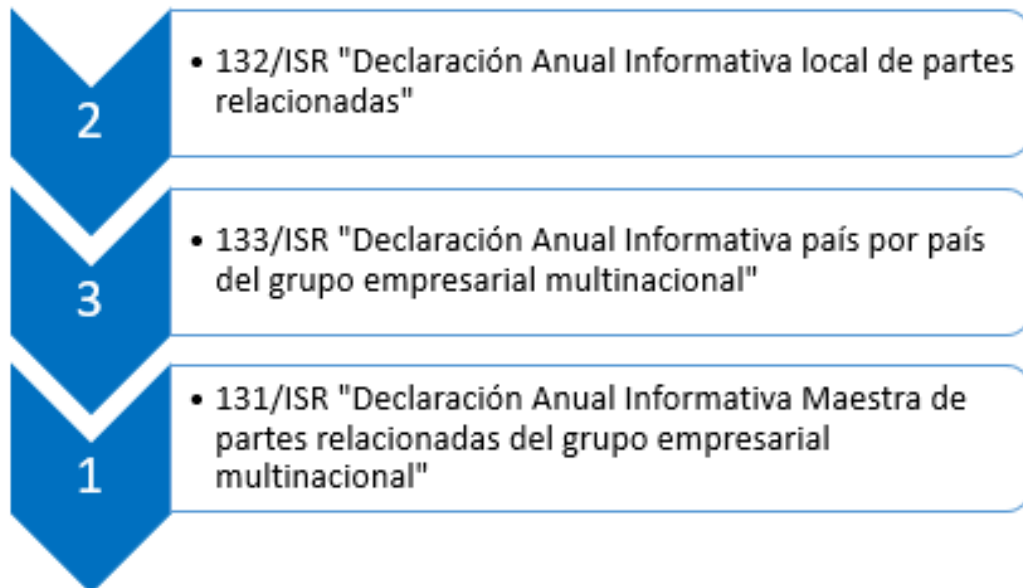 2
• 132/ISR "Declaración Anual Informativa local de partes
relacionadas"
3
• 133/ISR "Declaración Anual Informativa país por país
del grupo empresarial multinacional"
1
• 131/ISR "Declaración Anual Informativa Maestra de
partes relacionadas del grupo empresarial
multinacional"